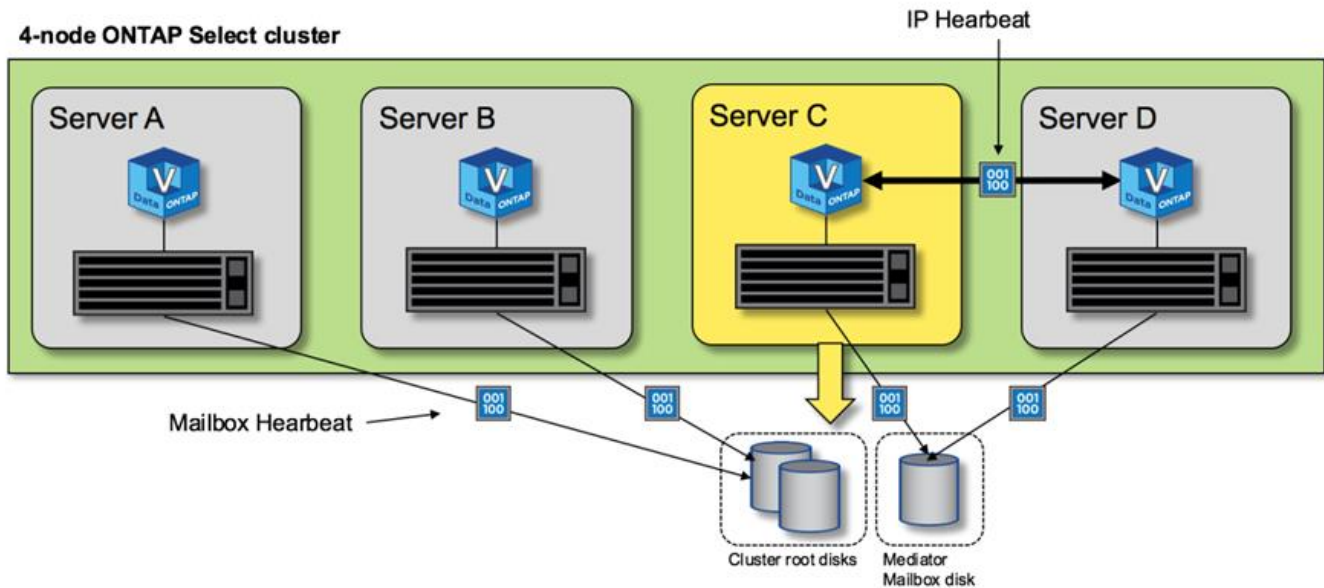 IP Hearbeat
4-node ONTAP Select cluster
Server A
Server B
Server C
Server D
V
Data ONTAP
V
Data ONTAP
V
Data ONTAP
V
Data ONTAP
001
100
001
100
001
100
001
100
001
100
Mailbox Hearbeat
Cluster root disks
Mediator
Mailbox disk